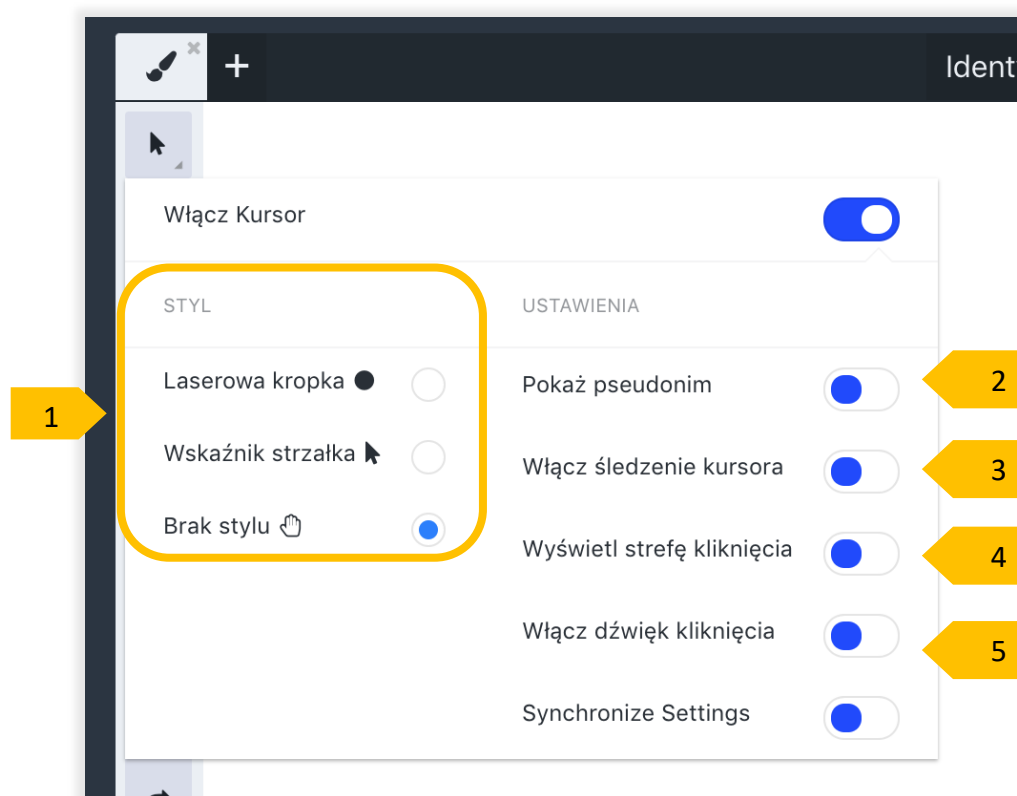 +
Ident
Włącz Kursor
STYL
Laserowa kropka
Wskaźnik strzałka
Brak stylu
1
USTAWIENIA
Pokaż pseudonim
2
Włącz śledzenie kursora
3
Wyświetl strefę kliknięcia
4
Włącz dźwięk kliknięcia
5
Synchronize Settings